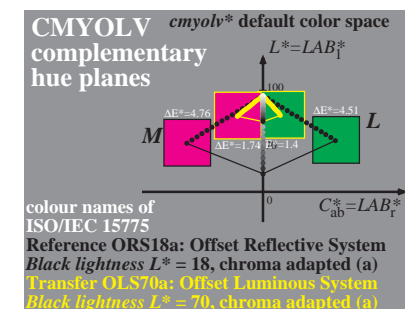 CMYOLV
complementary
hue planes
cmyolv* default color space
L*=LAB*l
100
ΔE*=4.76
ΔE*=4.51
M
L
ΔE*=1.74
E*=1.4
0
C*ab=LAB*r
colour names of
ISO/IEC 15775
Reference ORS18a: Offset Reflective System
Black lightness L* = 18, chroma adapted (a)
Transfer OLS70a: Offset Luminous System
Black lightness L* = 70, chroma adapted (a)